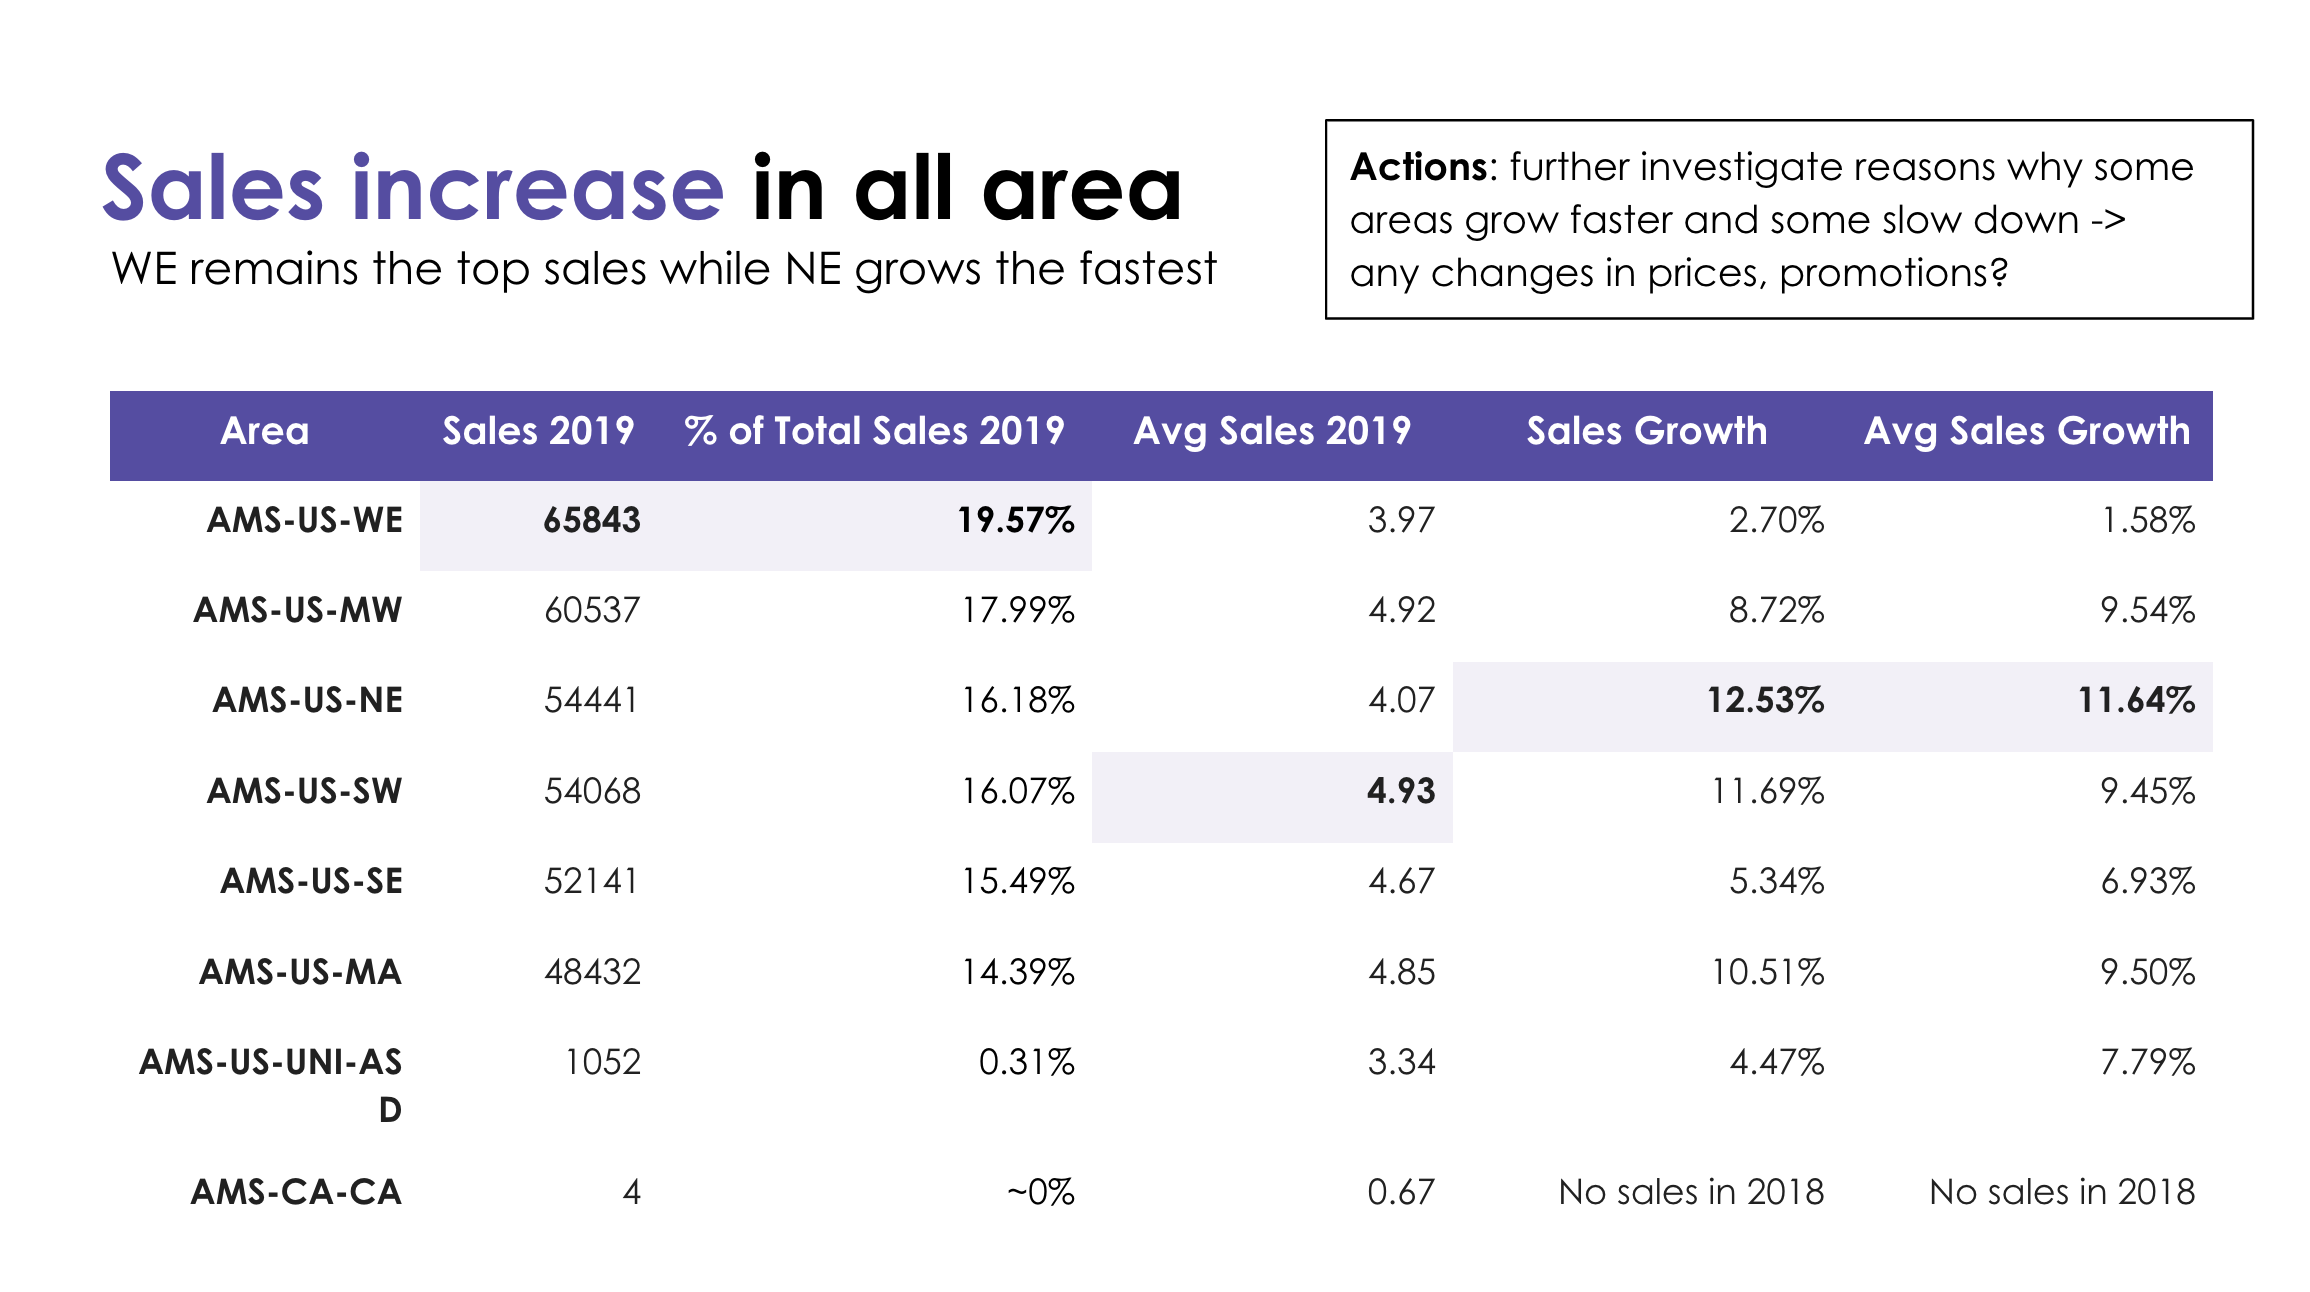 Sales increase in all area
WE remains the top sales while NE grows the fastest
Actions: further investigate reasons why some
areas grow faster and some slow down ->
any changes in prices, promotions?
Area Sales 2019 % of Total Sales 2019 Avg Sales 2019 Sales Growth Avg Sales Growth
AMS-US-WE 65843 19.57% 3.97 2.70% 1.58%
AMS-US-MW 60537 17.99% 4.92 8.72% 9.54%
AMS-US-NE 54441 16.18% 4.07 12.53% 11.64%
AMS-US-SW 54068 16.07% 4.93 11.69% 9.45%
AMS-US-SE 52141 15.49% 4.67 5.34% 6.93%
AMS-US-MA 48432 14.39% 4.85 10.51% 9.50%
AMS-US-UNI-AS 1052 0.31% 3.34 4.47% 7.79%
D
AMS-CA-CA 4 ~0% 0.67 No sales in 2018 No sales in 2018